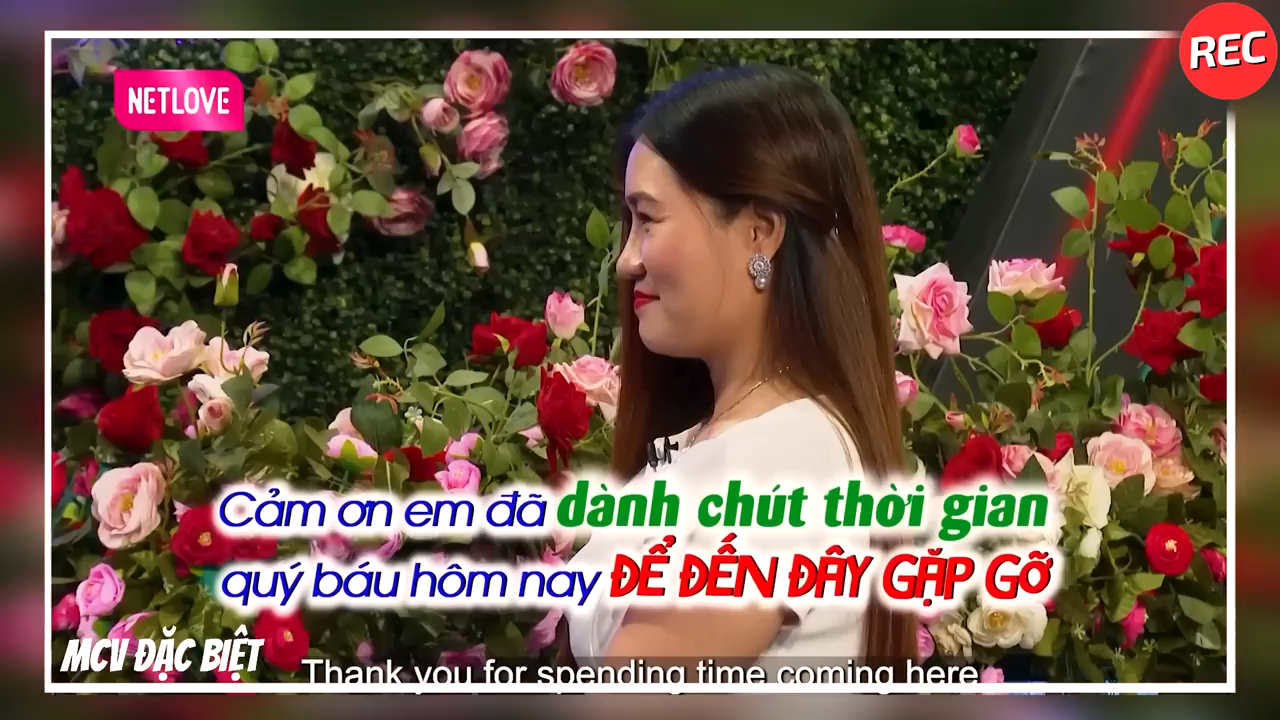 REC
NETLOVE
Cảm ơn em đã dành chút thời gian
quý báu hôm nay ĐỂ ĐẾN ĐÂY GẶP GỠ
MCV ĐẶC BIỆT
Thank you for spending time coming here